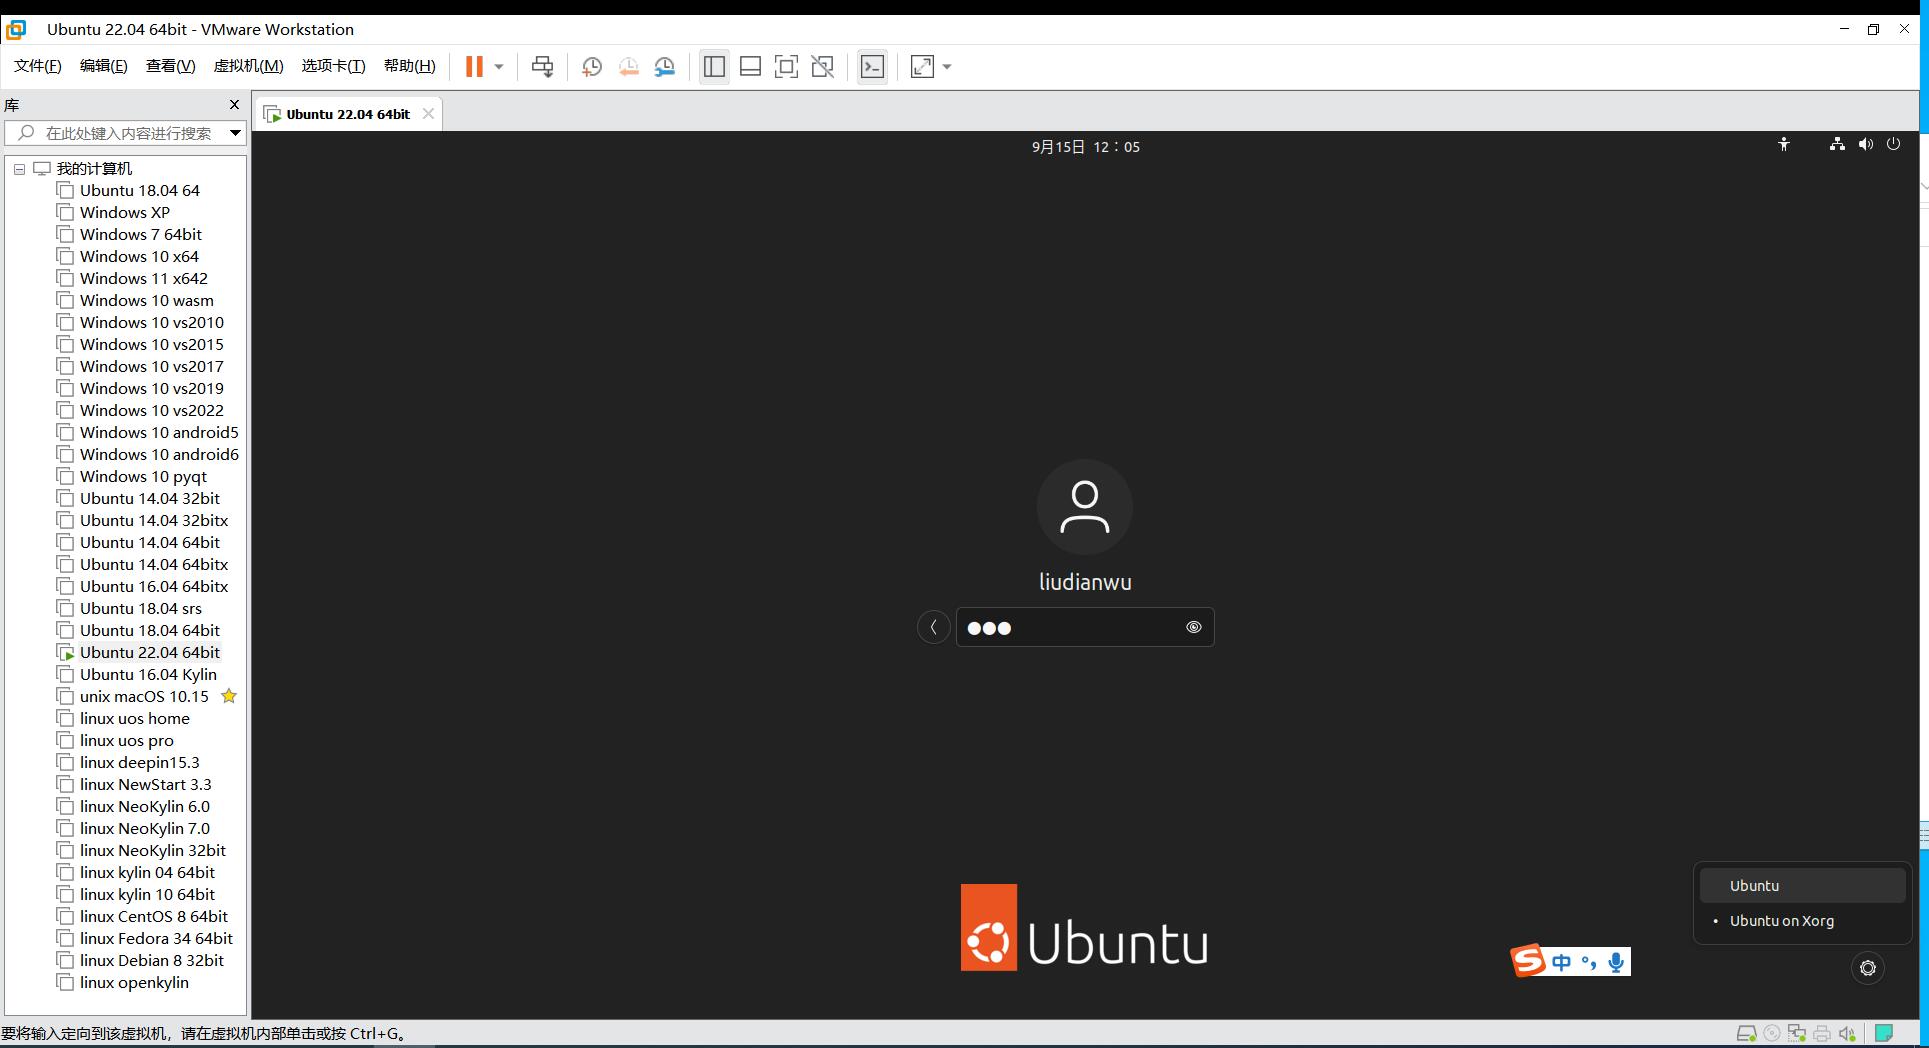 Ubuntu 22.04 64bit - VMware Workstation
文件(F) 编辑(E) 查看(V) 虚拟机(M) 选项卡(T) 帮助(H)
库
在此处键入内容进行搜索
我的计算机
Ubuntu 18.04 64
Windows XP
Windows 7 64bit
Windows 10 x64
Windows 11 x642
Windows 10 wasm
Windows 10 vs2010
Windows 10 vs2015
Windows 10 vs2017
Windows 10 vs2019
Windows 10 vs2022
Windows 10 android5
Windows 10 android6
Windows 10 pyqt
Ubuntu 14.04 32bit
Ubuntu 14.04 32bitx
Ubuntu 14.04 64bit
Ubuntu 14.04 64bitx
Ubuntu 16.04 64bitx
Ubuntu 18.04 srs
Ubuntu 18.04 64bit
Ubuntu 22.04 64bit
Ubuntu 16.04 Kylin
unix macOS 10.15
linux uos home
linux uos pro
linux deepin15.3
linux NewStart 3.3
linux NeoKylin 6.0
linux NeoKylin 7.0
linux NeoKylin 32bit
linux kylin 04 64bit
linux kylin 10 64bit
linux CentOS 8 64bit
linux Fedora 34 64bit
linux Debian 8 32bit
linux openkylin
Ubuntu 22.04 64bit
9月15日 12：05
liudianwu
Ubuntu
Ubuntu
Ubuntu on Xorg
S 中 °,
要将输入定向到该虚拟机，请在虚拟机内部单击或按 Ctrl+G。